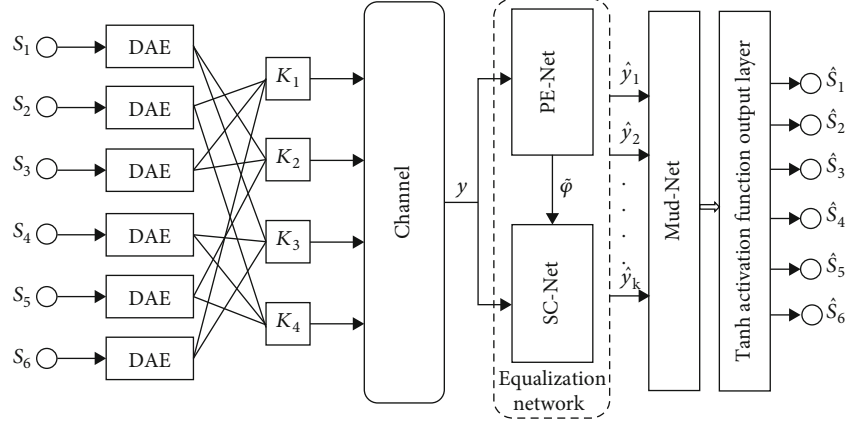 S1
DAE
S2
DAE
S3
DAE
S4
DAE
S5
DAE
S6
DAE
K1
K2
K3
K4
Channel
y
PE-Net
φ̃
SC-Net
Equalization
network
ŷ1
ŷ2
.
.
.
.
.
ŷk
Mud-Net
Tanh activation function output layer
Ŝ1
Ŝ2
Ŝ3
Ŝ4
Ŝ5
Ŝ6